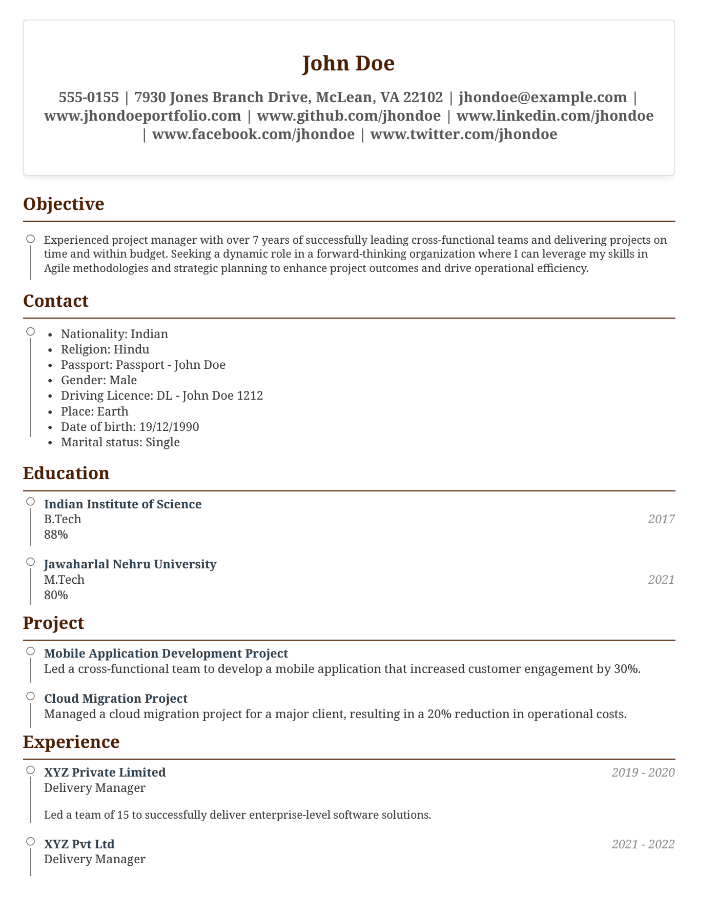 John Doe
555-0155 | 7930 Jones Branch Drive, McLean, VA 22102 | jhondoe@example.com |
www.jhondoeportfolio.com | www.github.com/jhondoe | www.linkedin.com/jhondoe
| www.facebook.com/jhondoe | www.twitter.com/jhondoe
Objective
Experienced project manager with over 7 years of successfully leading cross-functional teams and delivering projects on
time and within budget. Seeking a dynamic role in a forward-thinking organization where I can leverage my skills in
Agile methodologies and strategic planning to enhance project outcomes and drive operational efficiency.
Contact
• Nationality: Indian
• Religion: Hindu
• Passport: Passport - John Doe
• Gender: Male
• Driving Licence: DL - John Doe 1212
• Place: Earth
• Date of birth: 19/12/1990
• Marital status: Single
Education
Indian Institute of Science
B.Tech 2017
88%
Jawaharlal Nehru University
M.Tech 2021
80%
Project
Mobile Application Development Project
Led a cross-functional team to develop a mobile application that increased customer engagement by 30%.
Cloud Migration Project
Managed a cloud migration project for a major client, resulting in a 20% reduction in operational costs.
Experience
XYZ Private Limited 2019 - 2020
Delivery Manager
Led a team of 15 to successfully deliver enterprise-level software solutions.
XYZ Pvt Ltd 2021 - 2022
Delivery Manager